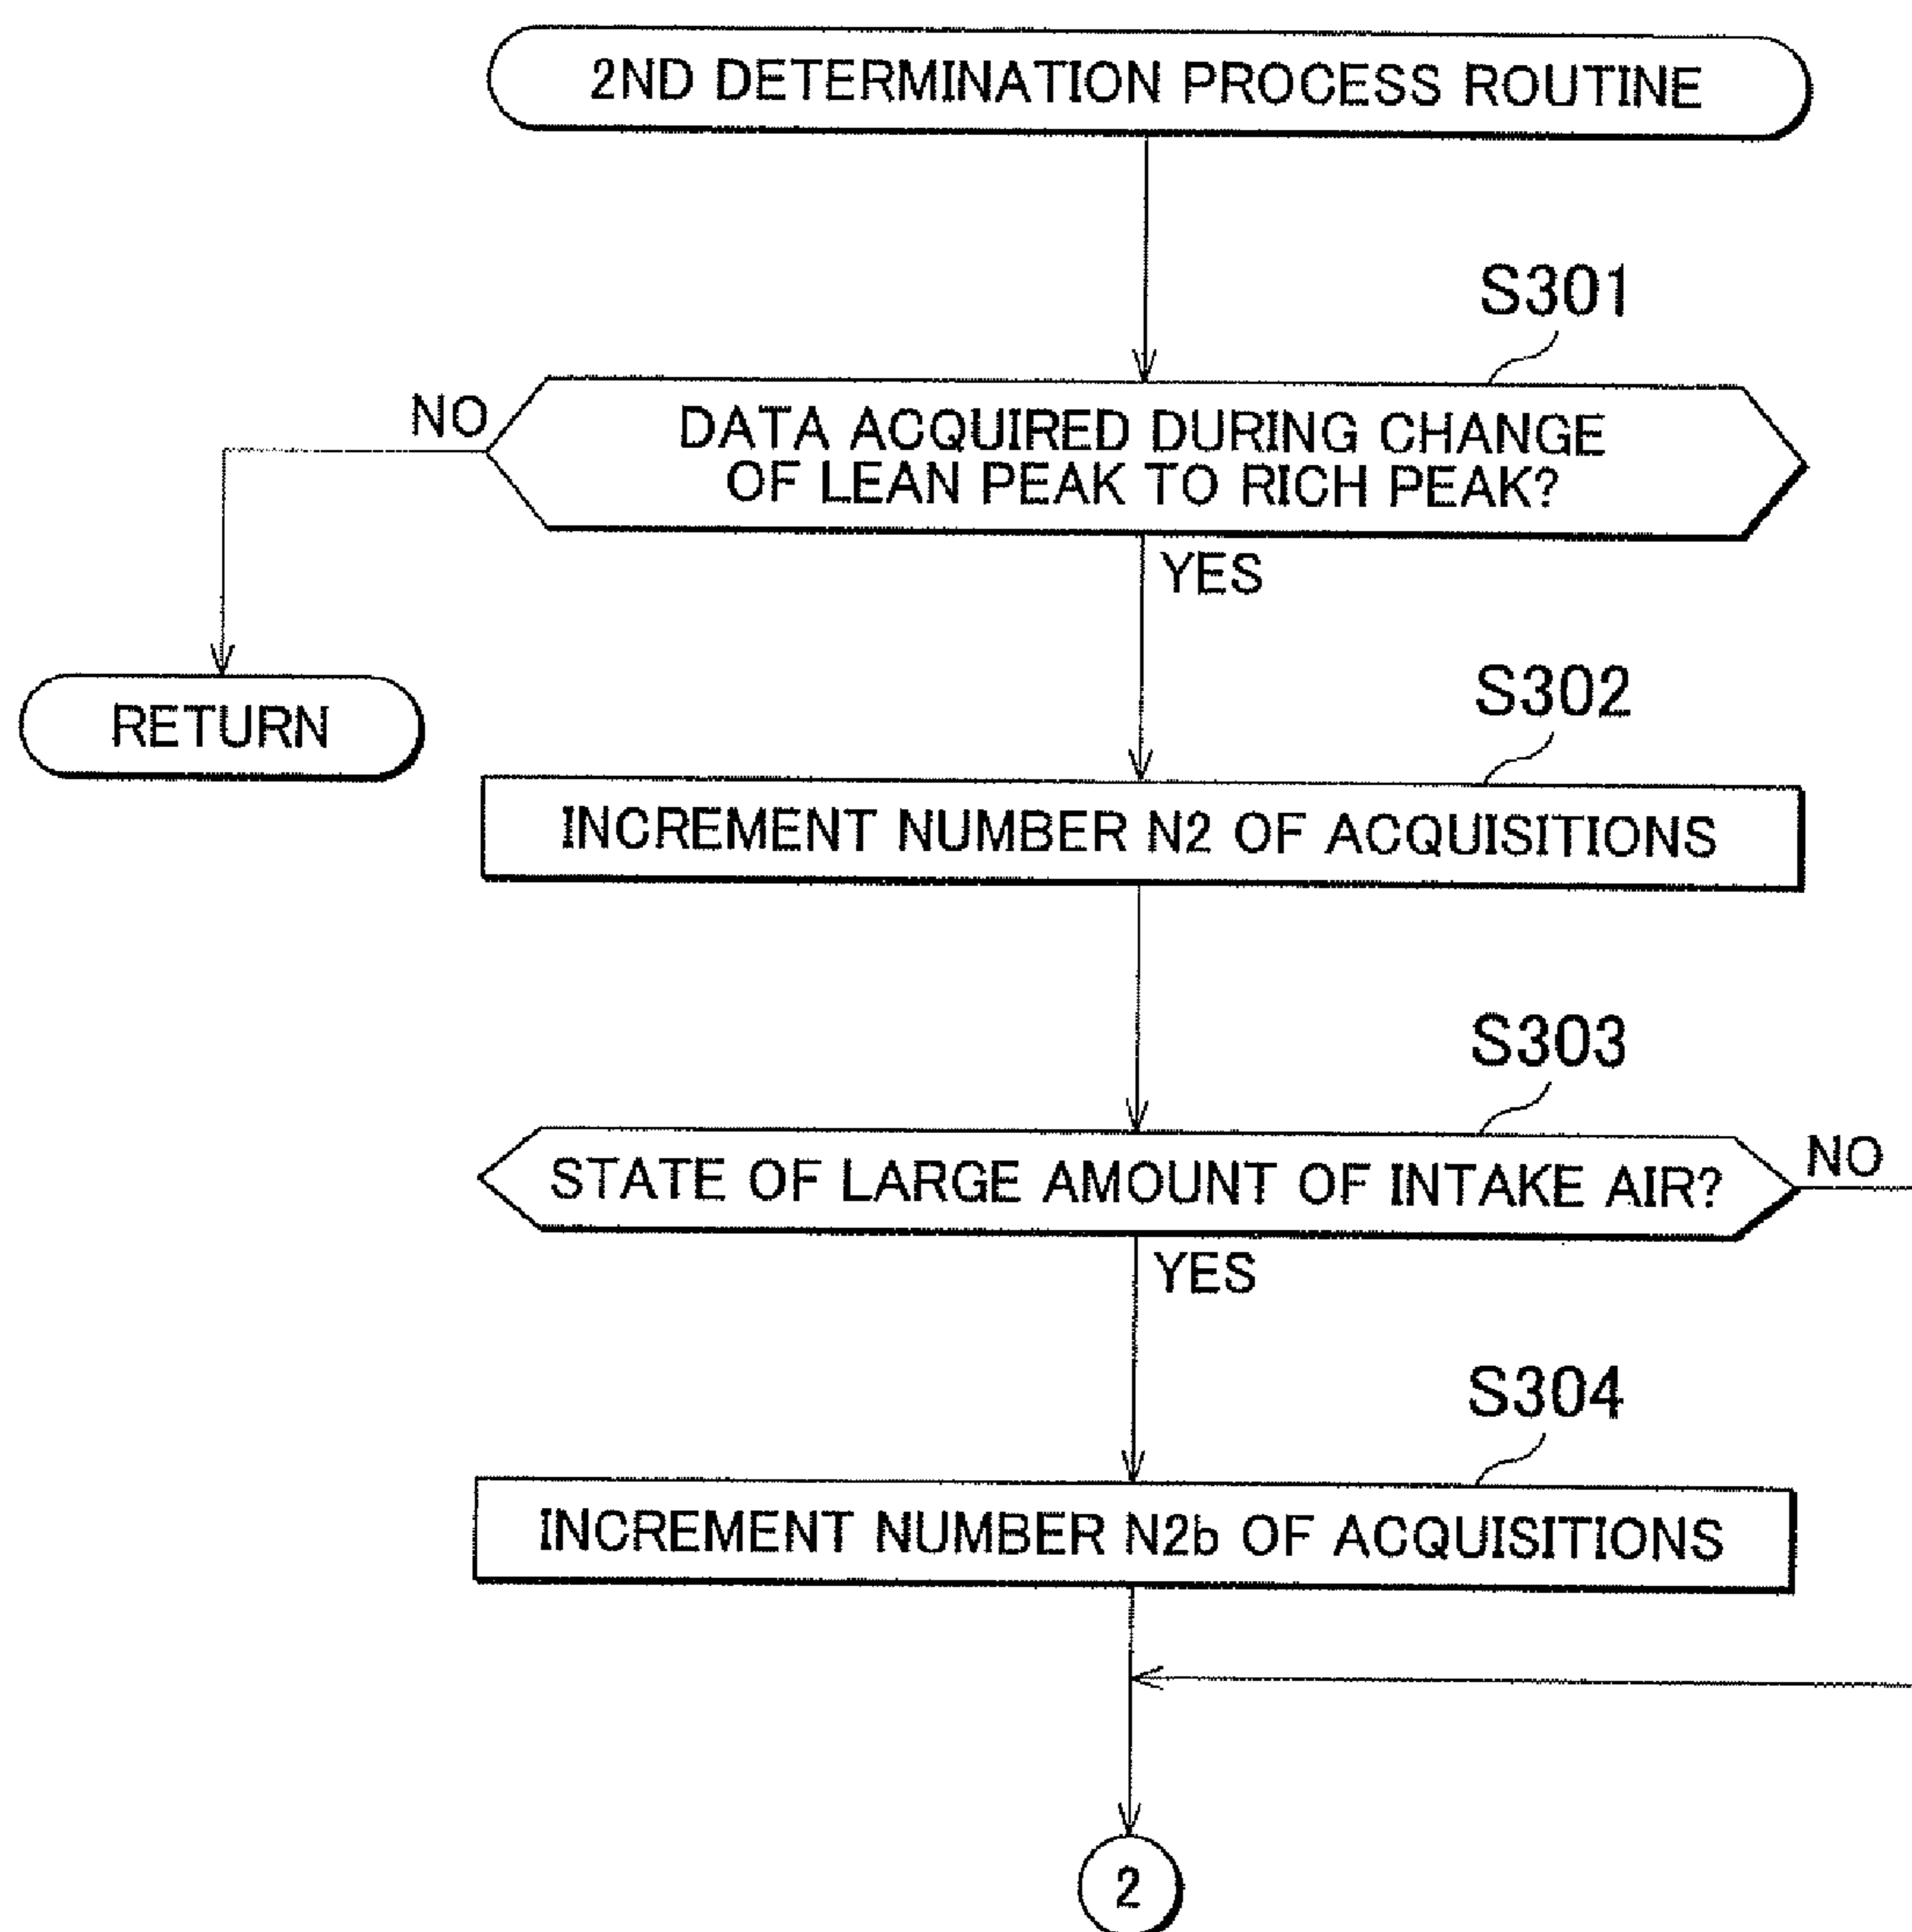 2ND DETERMINATION PROCESS ROUTINE
S301
NO
DATA ACQUIRED DURING CHANGE
OF LEAN PEAK TO RICH PEAK?
YES
RETURN
S302
INCREMENT NUMBER N2 OF ACQUISITIONS
S303
STATE OF LARGE AMOUNT OF INTAKE AIR?
NO
YES
S304
INCREMENT NUMBER N2b OF ACQUISITIONS
2